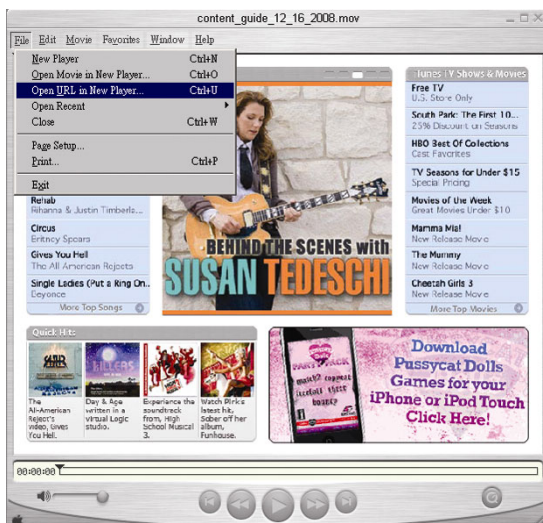 content_guide_12_16_2008.mov
File Edit Movie Favorites Window Help
New Player Ctrl+N
Open Movie in New Player... Ctrl+O
Open URL in New Player... Ctrl+U
Open Recent
Close Ctrl+W
Page Setup...
Print... Ctrl+P
Exit
Rehab
Rihanna & Justin Timberla...
Circus
Britney Spears
Gives You Hell
The All American Rejects
Single Ladies (Put a Ring On..
Beyonce
More Top Songs
BEHIND THE SCENES with
SUSAN TEDESCHI
iTunes TV Shows & Movies
Free TV
U.S. Store Only
South Park: The First 10...
25% Discount on Seasons
HBO Best Of Collections
Cast Favorites
TV Seasons for Under $15
Special Pricing
Movies of the Week
Great Movies Under $10
Mamma Mia!
New Release Movie
The Mummy
New Release Movie
Cheetah Girls 3
New Release Movie
More Top Movies
Quick Hits
The
All-American
Reject's
video, Gives
You Hell.
Day & Age
written in a
virtual Logic
studio.
Experience the
soundtrack
from, High
School Musical
3.
Watch P!nk's
latest hit,
Sober off her
album,
Funhouse.
Download
Pussycat Dolls
Games for your
iPhone or iPod Touch
Click Here!
00:00:00